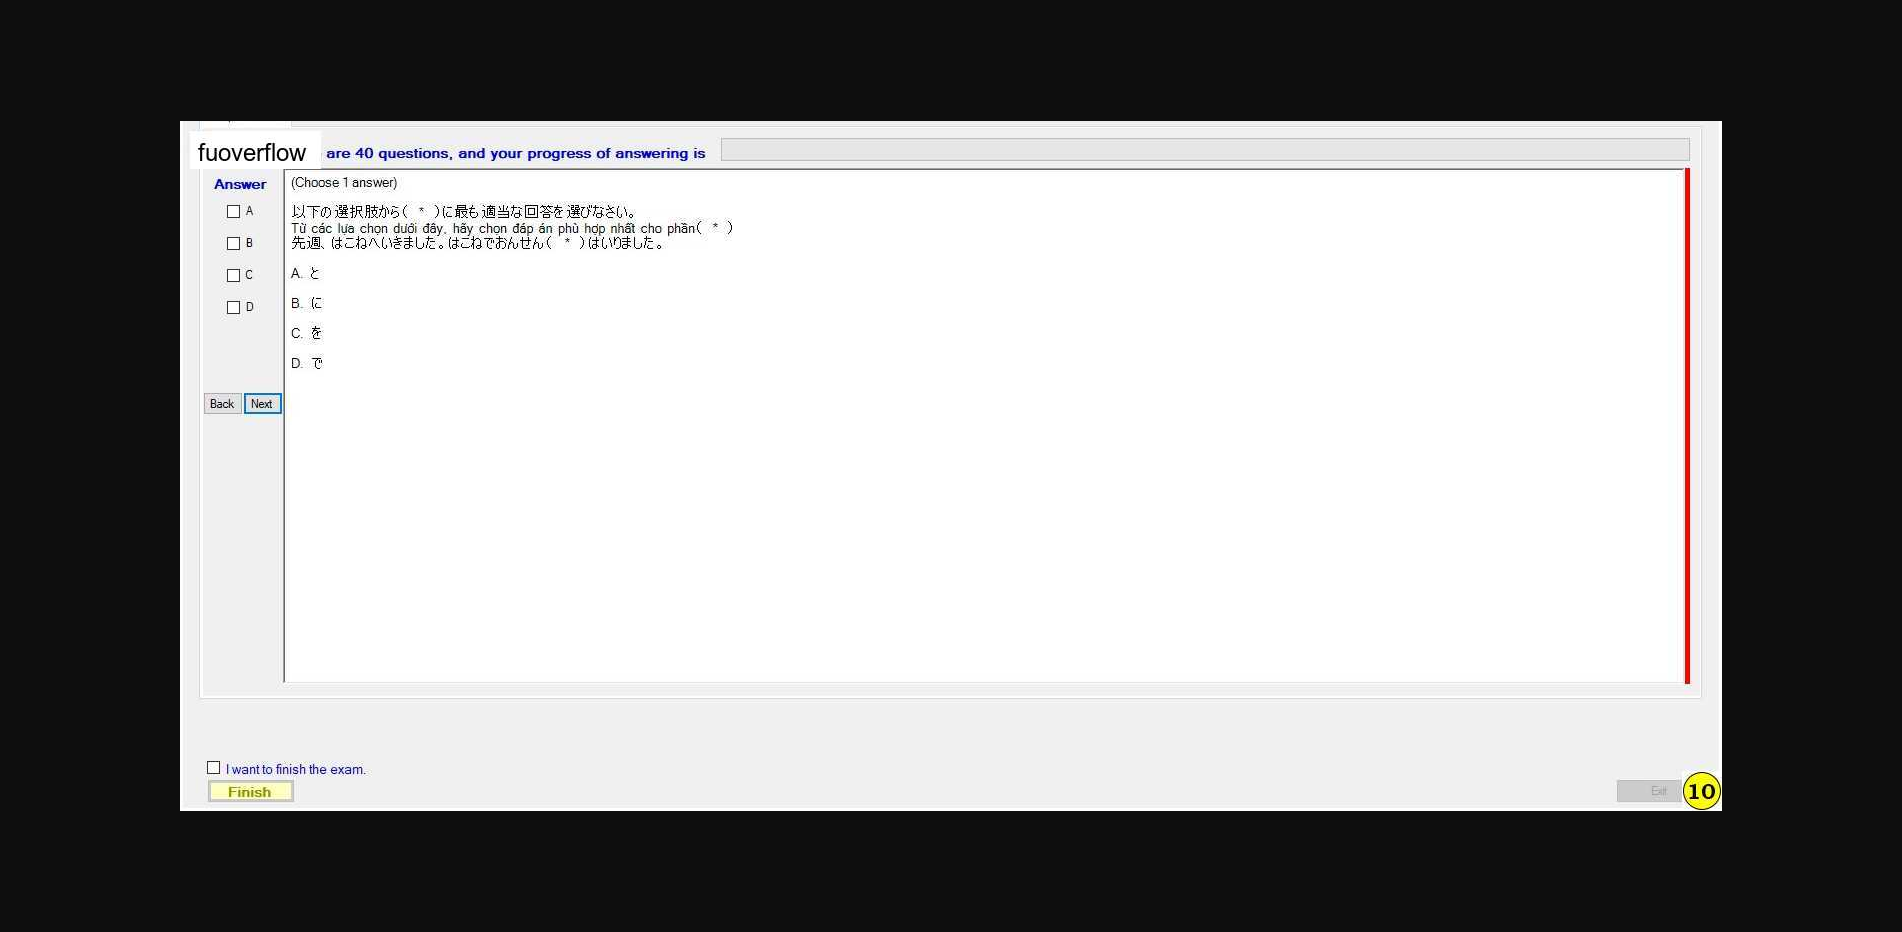 fuoverflow are 40 questions, and your progress of answering is
Answer
(Choose 1 answer)
A
B
C
D
以下の選択肢から( * )に最も適当な回答を選びなさい。
Từ các lựa chọn dưới đây, hãy chọn đáp án phù hợp nhất cho phần( * )
先週、はこねへいきました。はこねでおんせん( * )はいりました。
A. と
B. に
C. を
D. で
Back Next
I want to finish the exam.
Finish
Exit
10